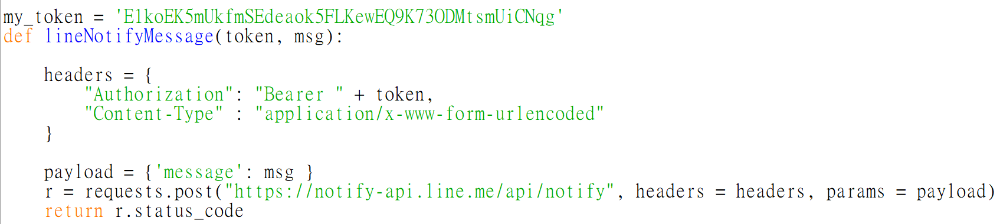 my_token = 'E1koEK5mUkfmSEdeaok5FLKewEQ9K73ODMtsmUiCNqg'
def lineNotifyMessage(token, msg):
    headers = {
        "Authorization": "Bearer " + token,
        "Content-Type" : "application/x-www-form-urlencoded"
    }
    payload = {'message': msg }
    r = requests.post("https://notify-api.line.me/api/notify", headers = headers, params = payload)
    return r.status_code